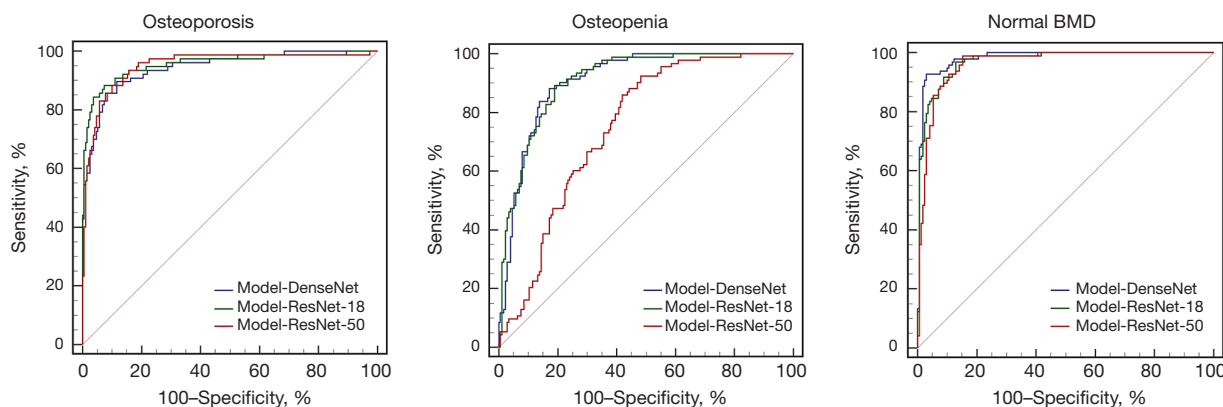 Osteoporosis
100
80
60
40
20
0
Sensitivity, %
Model-DenseNet
Model-ResNet-18
Model-ResNet-50
0 20 40 60 80 100
100–Specificity, %
Osteopenia
100
80
60
40
20
0
Sensitivity, %
Model-DenseNet
Model-ResNet-18
Model-ResNet-50
0 20 40 60 80 100
100–Specificity, %
Normal BMD
100
80
60
40
20
0
Sensitivity, %
Model-DenseNet
Model-ResNet-18
Model-ResNet-50
0 20 40 60 80 100
100–Specificity, %